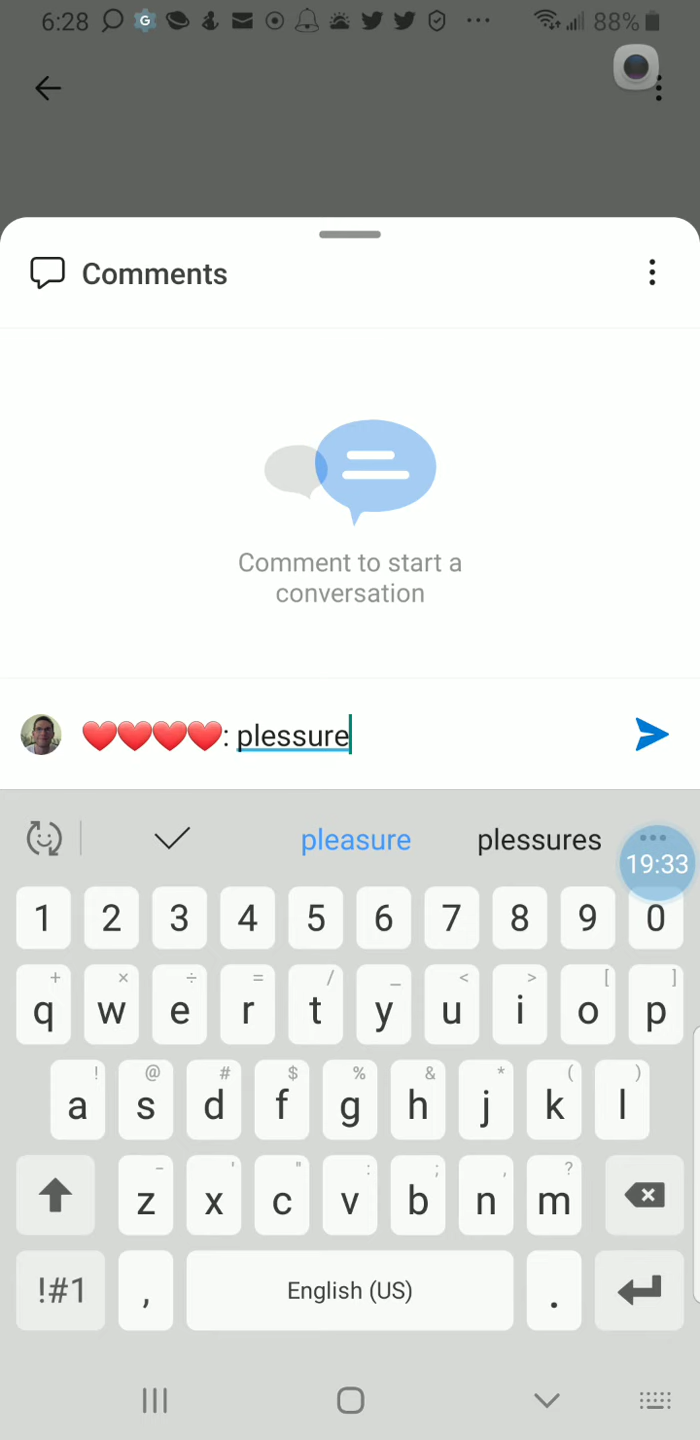 6:28 G 88%
Comments
Comment to start a
conversation
❤️❤️❤️❤️: plessure
pleasure plessures
19:33
1 2 3 4 5 6 7 8 9 0
+ × ÷ = / _ < > [ ]
q w e r t y u i o p
! @ # $ % & * ( )
a s d f g h j k l
- ' " : ; , ?
z x c v b n m
!#1 , English (US) .